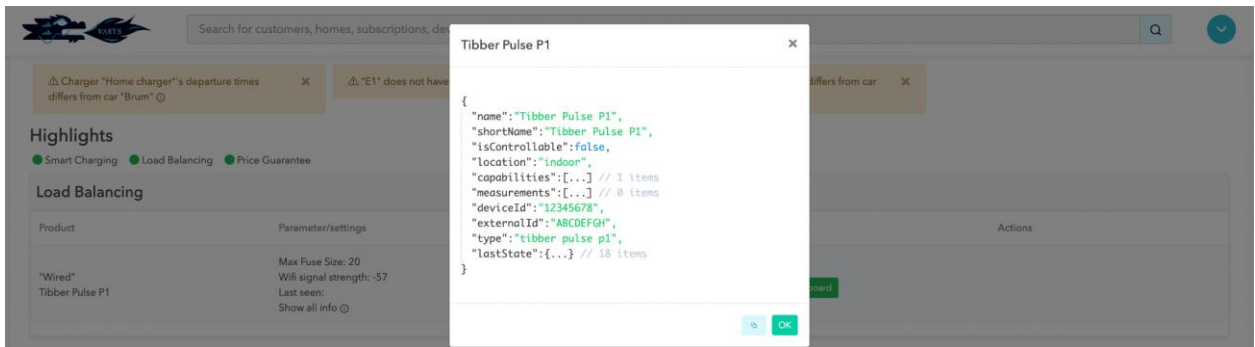 VARYS
Search for customers, homes, subscriptions, dev
Tibber Pulse P1
×
⚠ Charger "Home charger"'s departure times
differs from car "Brum" ⓘ
×
⚠ "E1" does not have
differs from car
×
{
"name":"Tibber Pulse P1",
"shortName":"Tibber Pulse P1",
"isControllable":false,
"location":"indoor",
"capabilities":[...] // 1 items
"measurements":[...] // 0 items
"deviceId":"12345678",
"externalId":"ABCDEFGH",
"type":"tibber pulse p1",
"lastState":{...} // 18 items
}
OK
Highlights
Smart Charging
Load Balancing
Price Guarantee
Load Balancing
Product
Parameter/settings
Actions
"Wired"
Tibber Pulse P1
Max Fuse Size: 20
Wifi signal strength: -57
Last seen:
Show all info ⓘ
board